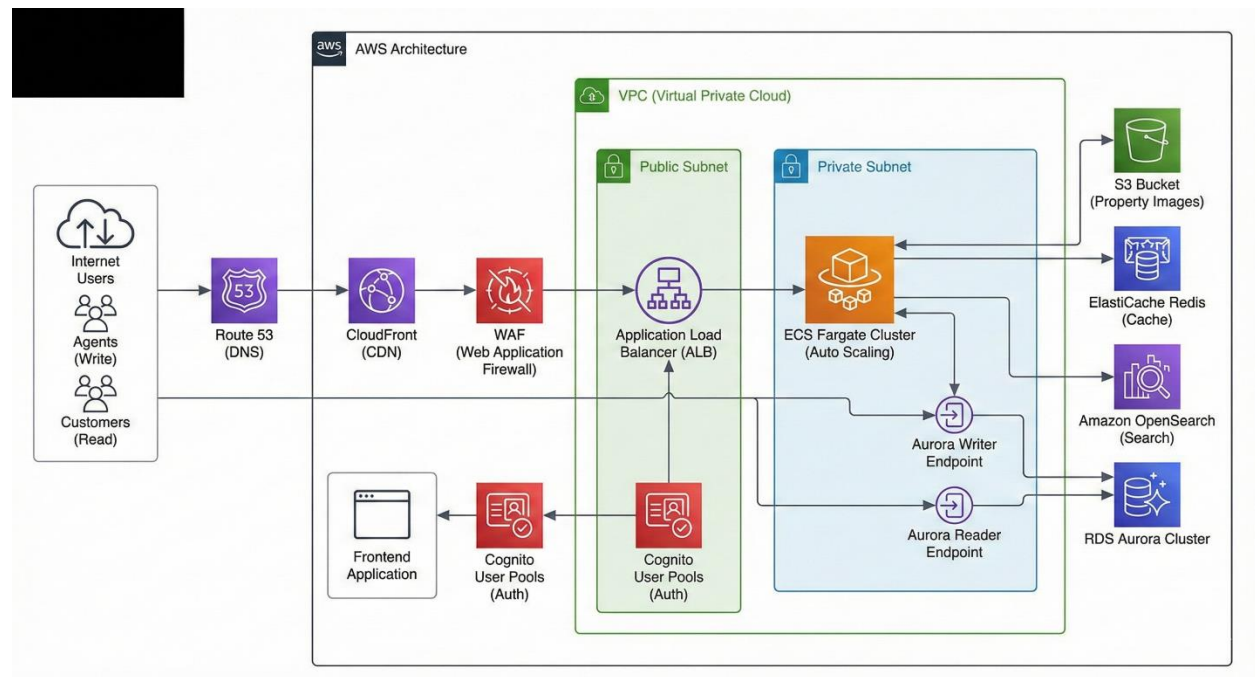 aws
AWS Architecture
VPC (Virtual Private Cloud)
Public Subnet
Private Subnet
Internet
Users
Agents
(Write)
Customers
(Read)
53
Route 53
(DNS)
CloudFront
(CDN)
WAF
(Web Application
Firewall)
Application Load
Balancer (ALB)
ECS Fargate Cluster
(Auto Scaling)
S3 Bucket
(Property Images)
ElastiCache Redis
(Cache)
Amazon OpenSearch
(Search)
Aurora Writer
Endpoint
Aurora Reader
Endpoint
RDS Aurora Cluster
Frontend
Application
Cognito
User Pools
(Auth)
Cognito
User Pools
(Auth)